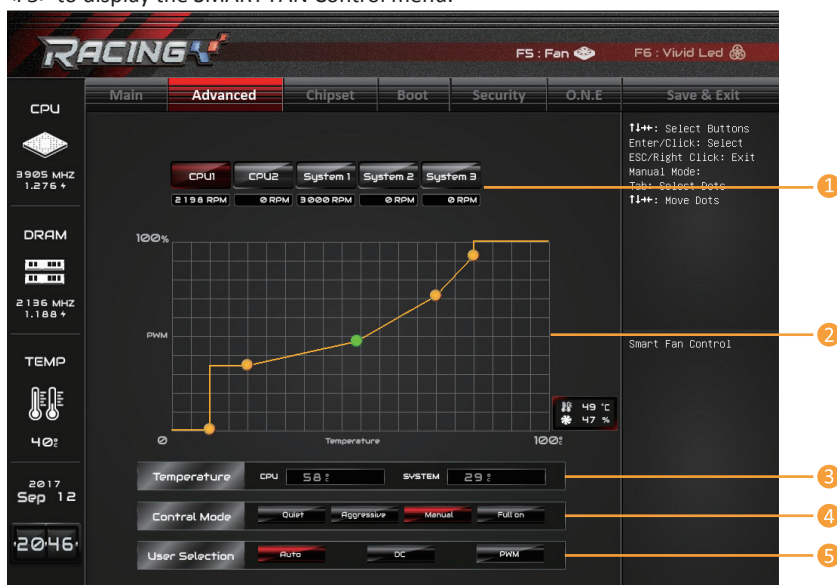 <F5> to display the SMART FAN Control menu.
RACING
F5 : Fan
F6 : Vivid Led
Main Advanced Chipset Boot Security O.N.E Save & Exit
CPU
3905 MHZ
1.276 v
DRAM
2136 MHZ
1.188 v
TEMP
40℃
2017
Sep 12
20:46
CPU1 CPU2 System 1 System 2 System 3
2198 RPM 0 RPM 3000 RPM 0 RPM 0 RPM
100%
PWM
0 Temperature 100℃
49 °C
47 %
Temperature CPU 58℃ SYSTEM 29℃
Contral Mode Quiet Aggressive Manual Full on
User Selection Auto DC PWM
↑↓→←: Select Buttons
Enter/Click: Select
ESC/Right Click: Exit
Manual Mode:
Tab: Select Dots
↑↓→←: Move Dots
Smart Fan Control
1
2
3
4
5